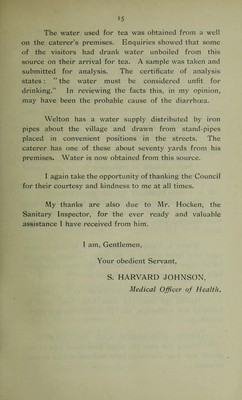 15
The water used for tea was obtained from a well
on the caterer's premises. Enquiries showed that some
of the visitors had drank water unboiled from this
source on their arrival for tea. A sample was taken and
submitted for analysis. The certificate of analysis
states: "the water must be considered unfit for
drinking." In reviewing the facts this, in my opinion,
may have been the probable cause of the diarrhœa.
Welton has a water supply distributed by iron
pipes about the village and drawn from stand-pipes
placed in convenient positions in the streets. The
caterer has one of these about seventy yards from his
premises. Water is now obtained from this source.
I again take the opportunity of thanking the Council
for their courtesy and kindness to me at all times.
My thanks are also due to Mr. Hocken, the
Sanitary Inspector, for the ever ready and valuable
assistance I have received from him.
I am, Gentlemen,
Your obedient Servant,
S. HARVARD JOHNSON,
Medical Officer of Health.